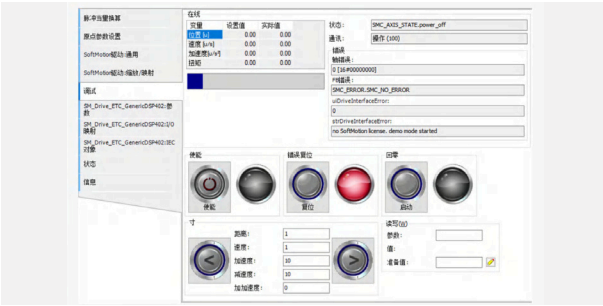 脉冲当量换算
原点参数设置
SoftMotion驱动:通用
SoftMotion驱动:缩放/映射
调试
SM_Drive_ETC_GenericDSP402:参数
SM_Drive_ETC_GenericDSP402:I/O映射
SM_Drive_ETC_GenericDSP402:IEC对象
状态
信息
在线
变量 设置值 实际值
位置 [u] 0.00 0.00
速度 [u/s] 0.00 0.00
加速度[u/s²] 0.00 0.00
扭矩 0.00 0.00
状态: SMC_AXIS_STATE.power_off
通讯: 操作 (100)
错误
轴错误:
0 [16#00000000]
FB错误:
SMC_ERROR.SMC_NO_ERROR
uiDriveInterfaceError:
0
strDriveInterfaceError:
no SoftMotion license. demo mode started
使能
使能
错误复位
复位
回零
启动
寸
<
距离: 1
速度: 1
加速度: 10
减速度: 10
加加速度: 0
>
读写(W)
参数:
值:
准备值: